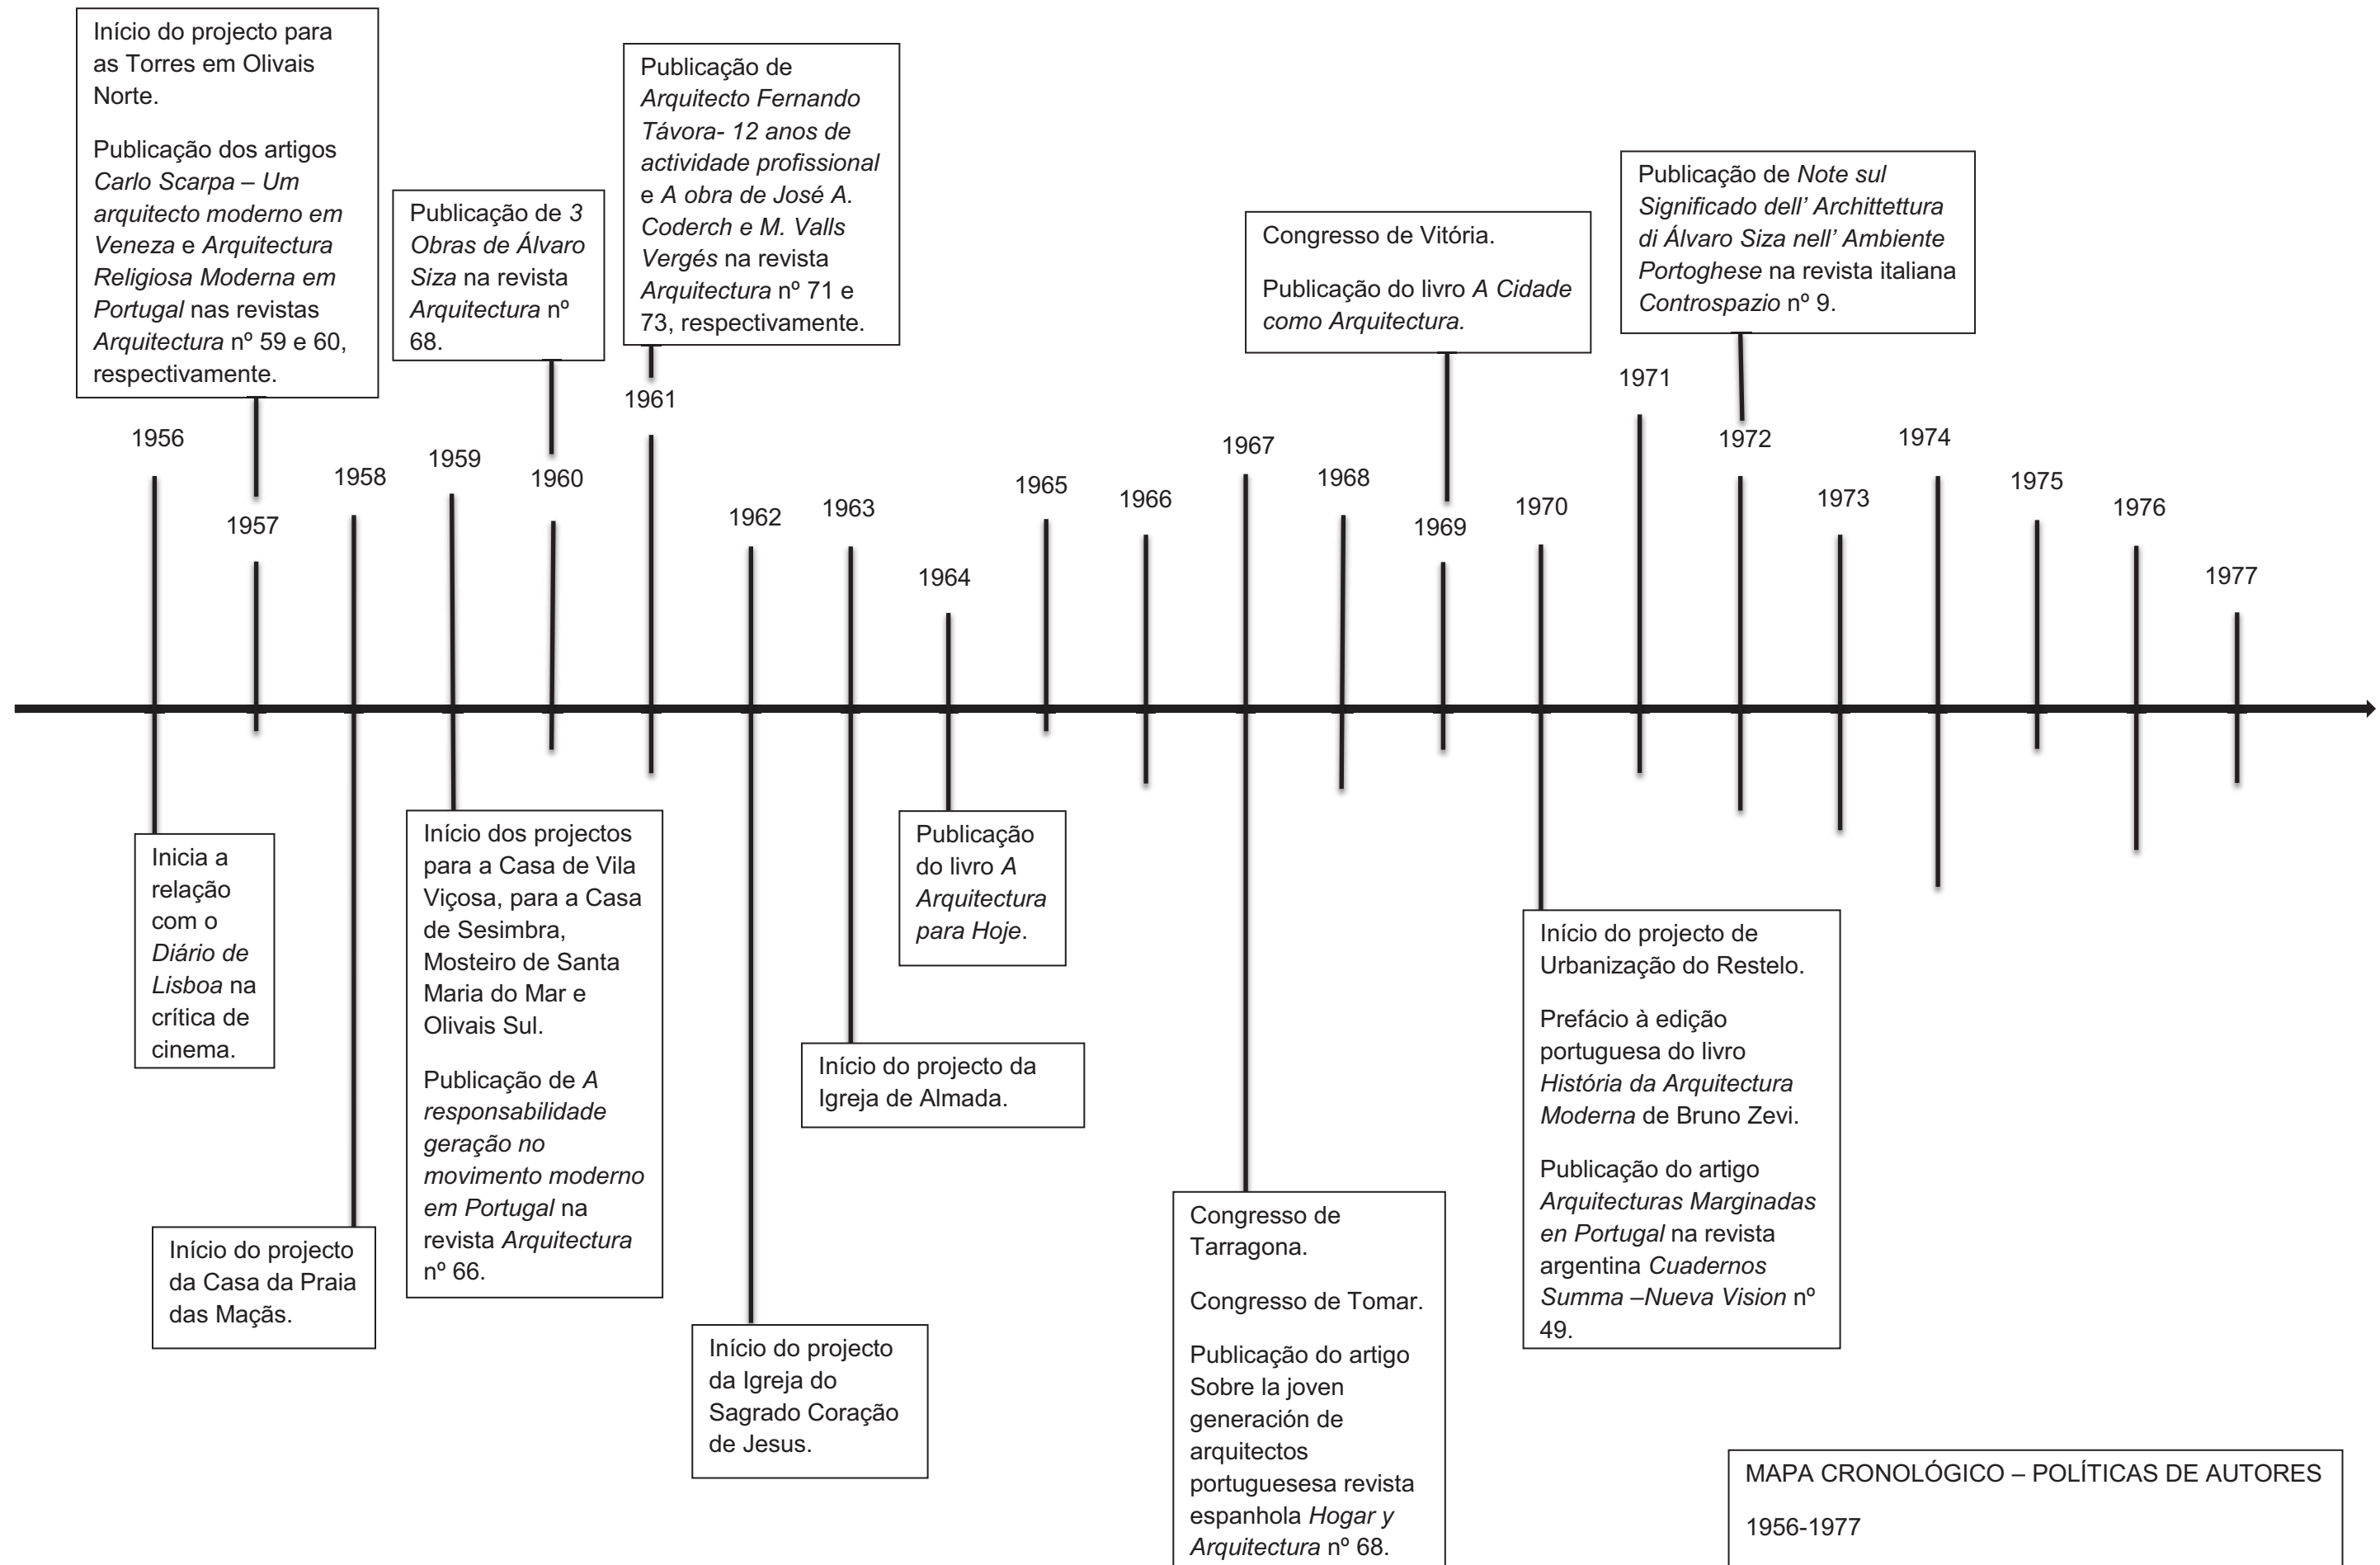 Início do projecto para
as Torres em Olivais
Norte.
Publicação dos artigos
Carlo Scarpa – Um
arquitecto moderno em
Veneza e Arquitectura
Religiosa Moderna em
Portugal nas revistas
Arquitectura nº 59 e 60,
respectivamente.
Publicação de 3
Obras de Álvaro
Siza na revista
Arquitectura nº
68.
Publicação de
Arquitecto Fernando
Távora- 12 anos de
actividade profissional
e A obra de José A.
Coderch e M. Valls
Vergés na revista
Arquitectura nº 71 e
73, respectivamente.
Congresso de Vitória.
Publicação do livro A Cidade
como Arquitectura.
Publicação de Note sul
Significado dell’ Archittettura
di Álvaro Siza nell’ Ambiente
Portoghese na revista italiana
Controspazio nº 9.
1956
1957
1958
1959
1960
1961
1962
1963
1964
1965
1966
1967
1968
1969
1970
1971
1972
1973
1974
1975
1976
1977
Inicia a
relação
com o
Diário de
Lisboa na
crítica de
cinema.
Início do projecto
da Casa da Praia
das Maçãs.
Início dos projectos
para a Casa de Vila
Viçosa, para a Casa
de Sesimbra,
Mosteiro de Santa
Maria do Mar e
Olivais Sul.
Publicação de A
responsabilidade
geração no
movimento moderno
em Portugal na
revista Arquitectura
nº 66.
Início do projecto
da Igreja do
Sagrado Coração
de Jesus.
Início do projecto da
Igreja de Almada.
Publicação
do livro A
Arquitectura
para Hoje.
Congresso de
Tarragona.
Congresso de Tomar.
Publicação do artigo
Sobre la joven
generación de
arquitectos
portuguesesa revista
espanhola Hogar y
Arquitectura nº 68.
Início do projecto de
Urbanização do Restelo.
Prefácio à edição
portuguesa do livro
História da Arquitectura
Moderna de Bruno Zevi.
Publicação do artigo
Arquitecturas Marginadas
en Portugal na revista
argentina Cuadernos
Summa –Nueva Vision nº
49.
MAPA CRONOLÓGICO – POLÍTICAS DE AUTORES
1956-1977